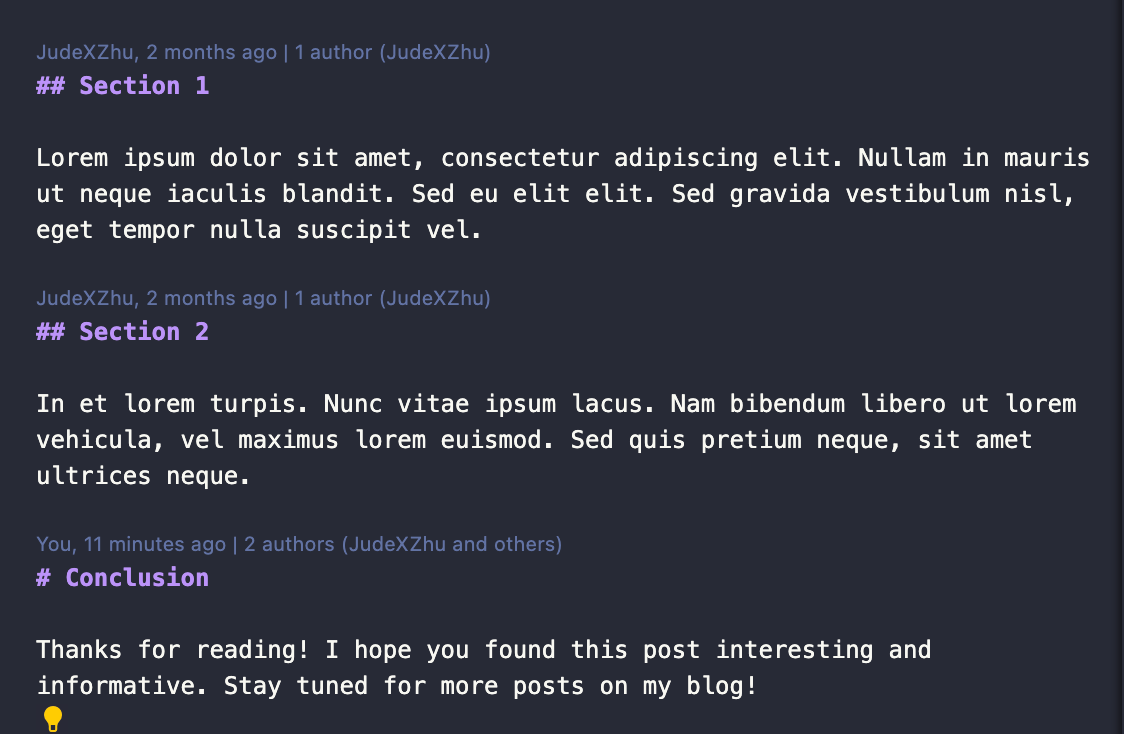 JudeXZhu, 2 months ago | 1 author (JudeXZhu)
## Section 1
Lorem ipsum dolor sit amet, consectetur adipiscing elit. Nullam in mauris
ut neque iaculis blandit. Sed eu elit elit. Sed gravida vestibulum nisl,
eget tempor nulla suscipit vel.
JudeXZhu, 2 months ago | 1 author (JudeXZhu)
## Section 2
In et lorem turpis. Nunc vitae ipsum lacus. Nam bibendum libero ut lorem
vehicula, vel maximus lorem euismod. Sed quis pretium neque, sit amet
ultrices neque.
You, 11 minutes ago | 2 authors (JudeXZhu and others)
# Conclusion
Thanks for reading! I hope you found this post interesting and
informative. Stay tuned for more posts on my blog!